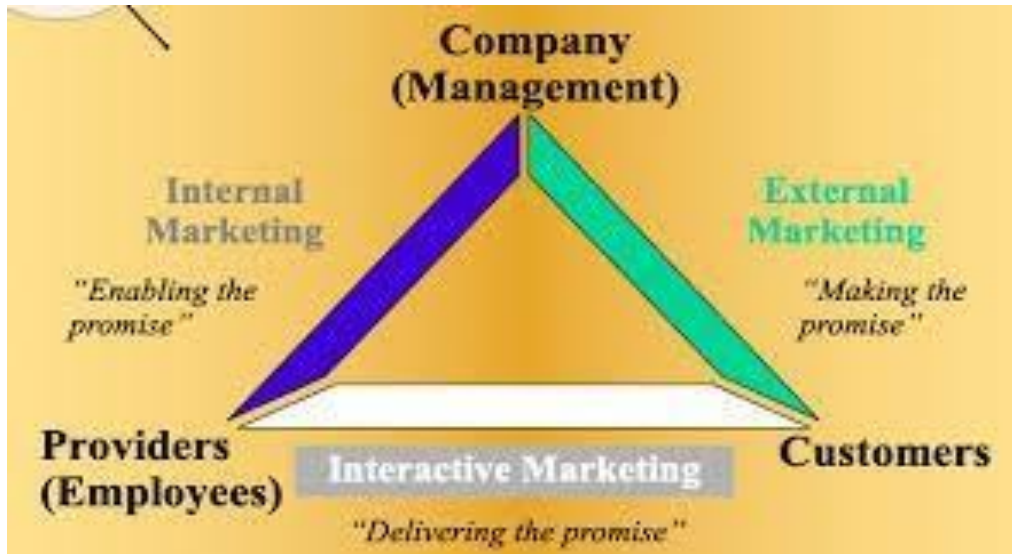 Company
(Management)
Internal
Marketing
External
Marketing
“Enabling the
promise”
“Making the
promise”
Providers
(Employees)
Customers
Interactive Marketing
“Delivering the promise”